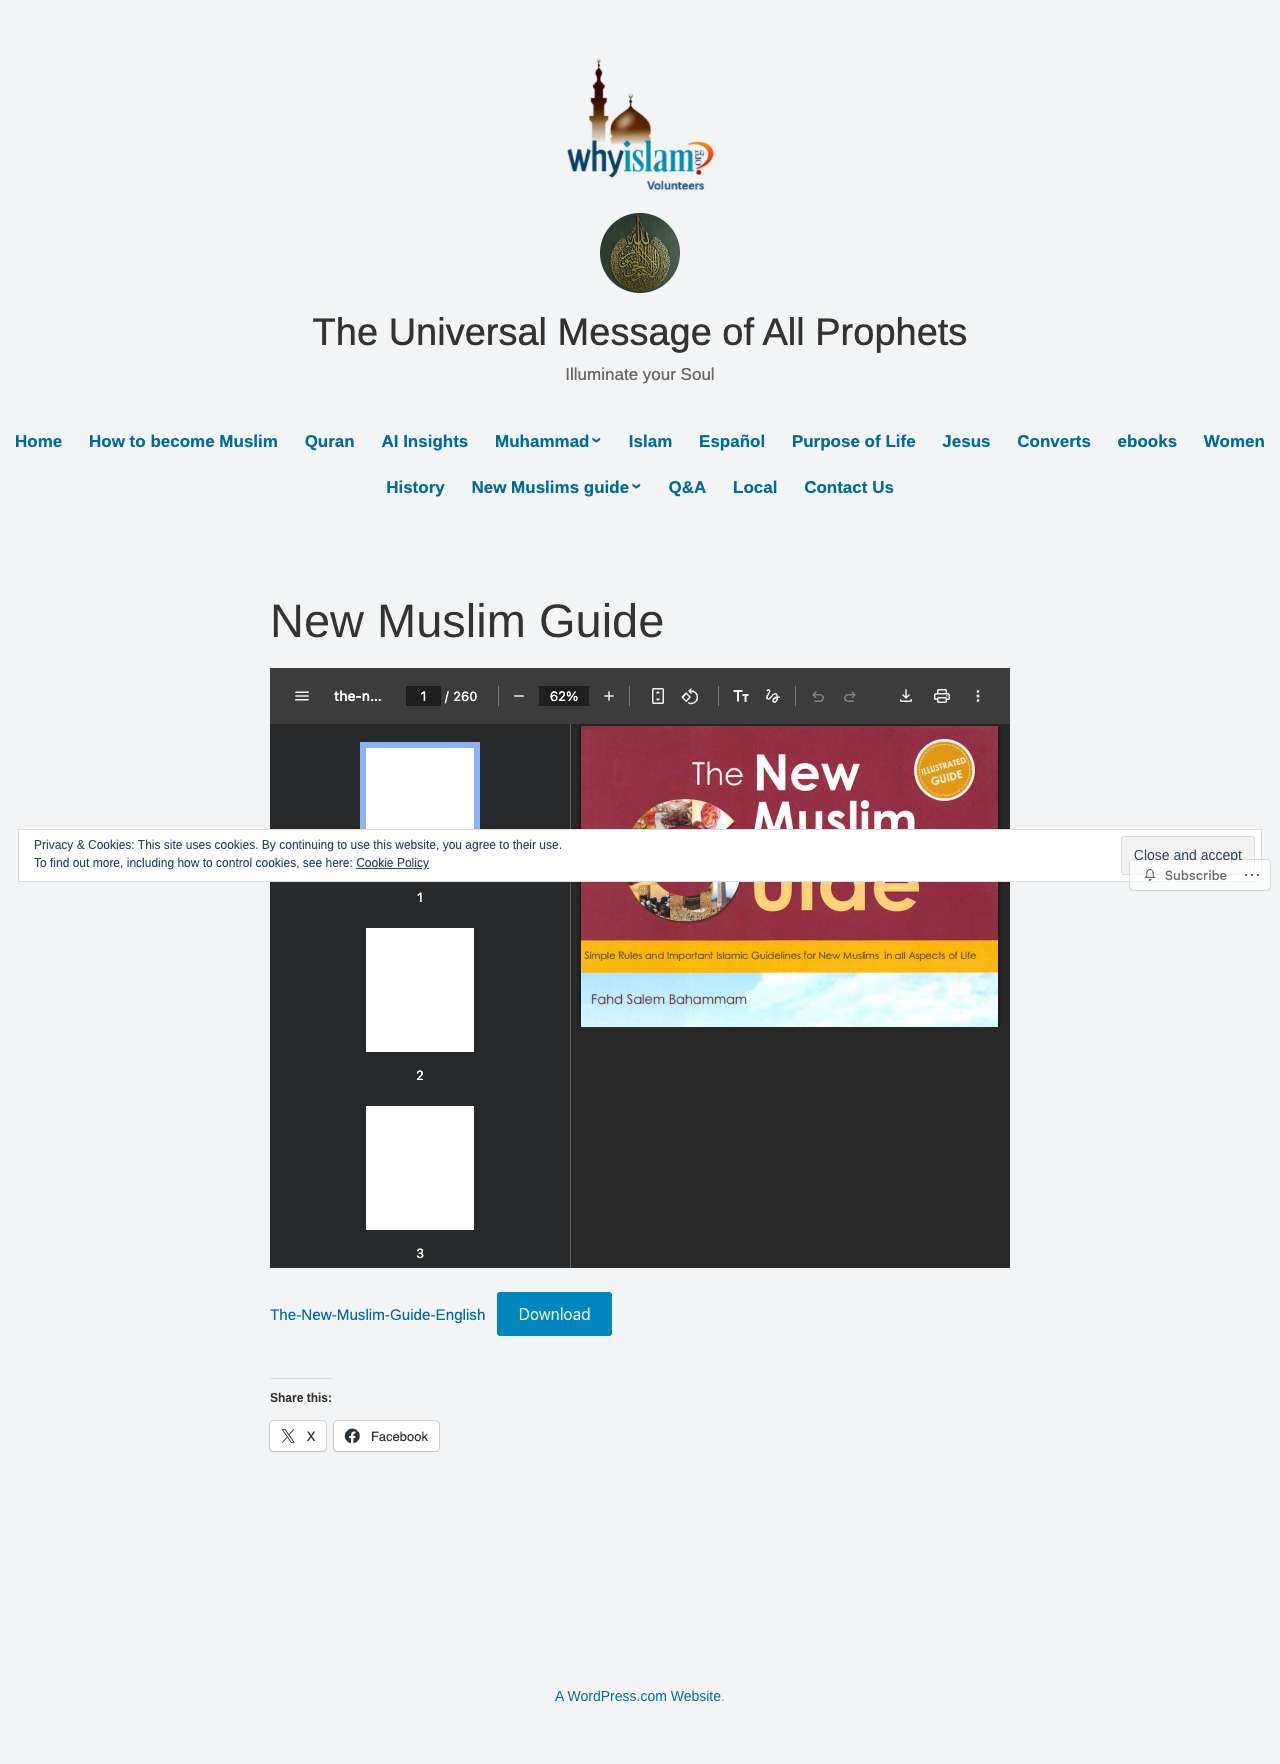 whyislam?
.org
Volunteers
The Universal Message of All Prophets
Illuminate your Soul
Home How to become Muslim Quran AI Insights Muhammad Islam Español Purpose of Life Jesus Converts ebooks Women
History New Muslims guide Q&A Local Contact Us
New Muslim Guide
the-n... 1 / 260 62%
The New
Muslim
Guide
ILLUSTRATED
GUIDE
Privacy & Cookies: This site uses cookies. By continuing to use this website, you agree to their use.
To find out more, including how to control cookies, see here: Cookie Policy
Close and accept
Subscribe
1
Simple Rules and Important Islamic Guidelines for New Muslims in all Aspects of Life
Fahd Salem Bahammam
2
3
The-New-Muslim-Guide-English Download
Share this:
X Facebook
A WordPress.com Website.